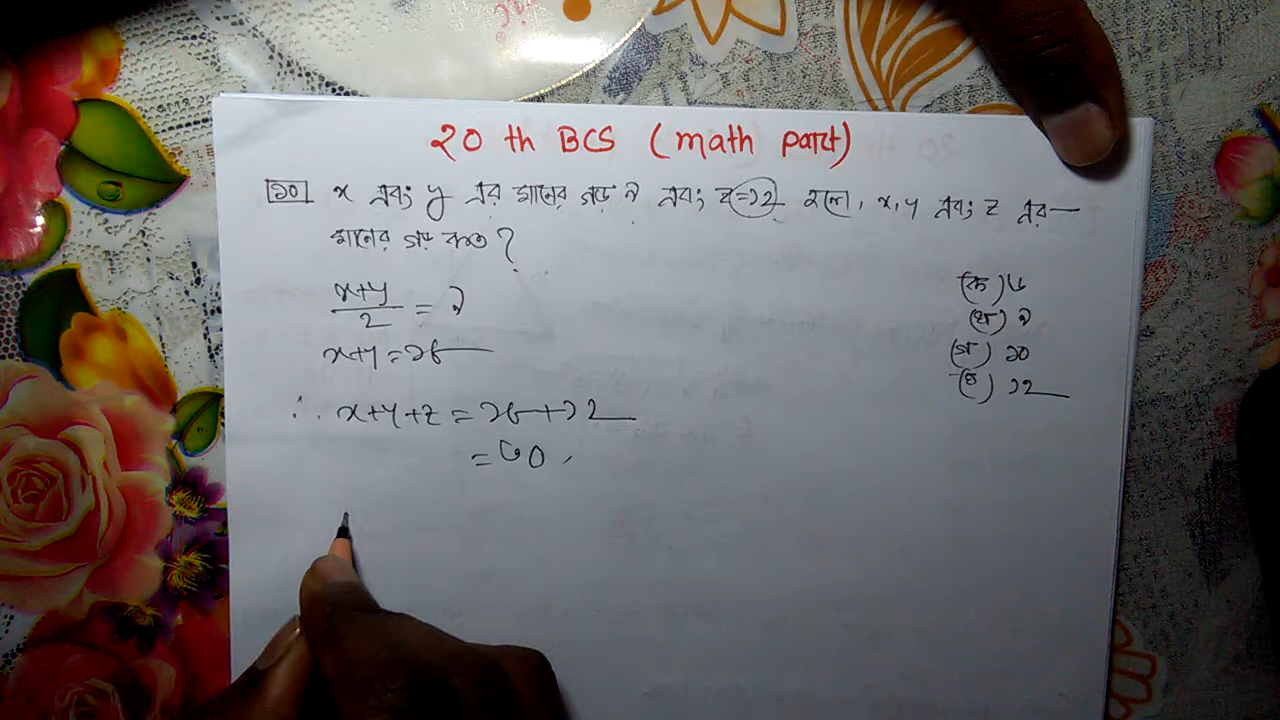 20 th BCS (math part)
১০ x এবং y এর মানের গড় ৯ এবং z=১২ হলে, x, y এবং z এর
মানের গড় কত ?
x+y/2 = ৯
x+y = ১৮
∴ x+y+z = ১৮+১২
= ৩০
(ক) ৬
(খ) ৯
(গ) ১০
(ঘ) ১২